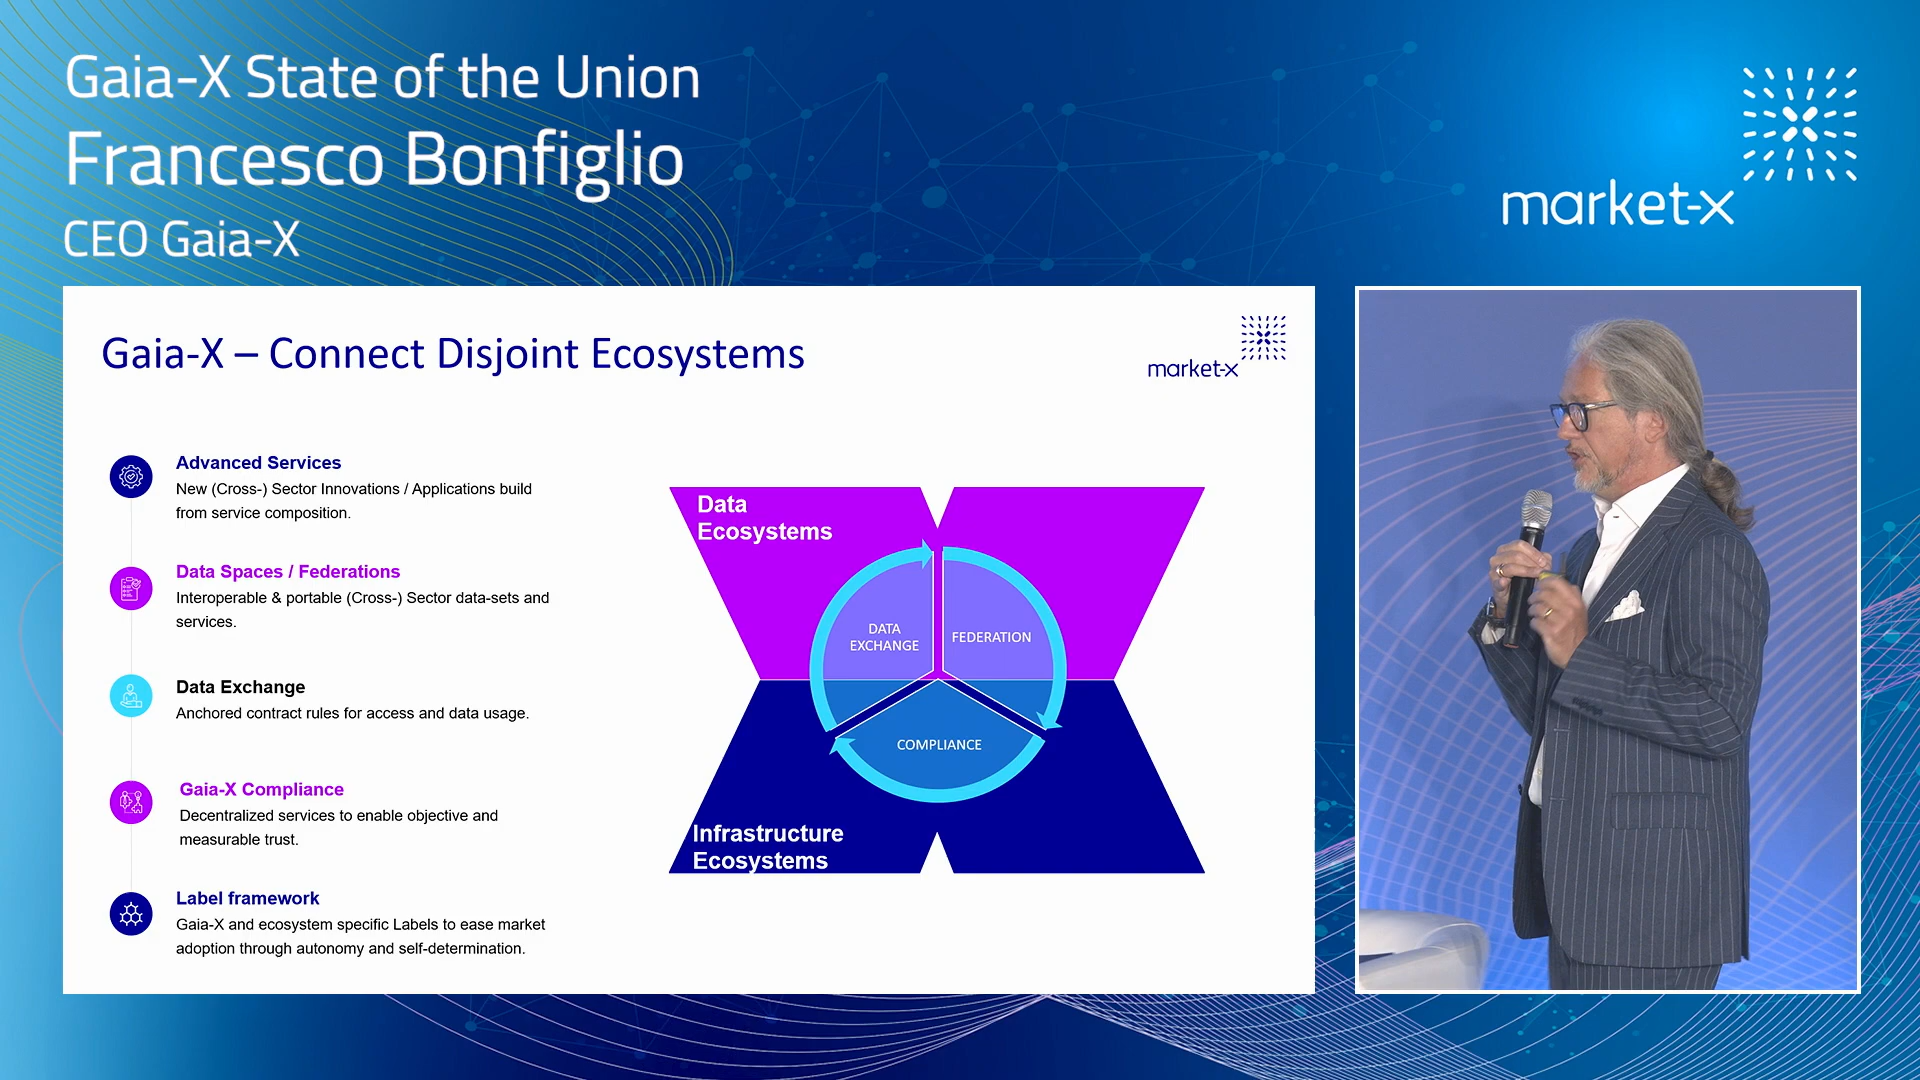 Gaia-X State of the Union
Francesco Bonfiglio
CEO Gaia-X
market-x
Gaia-X – Connect Disjoint Ecosystems
market-x
Advanced Services
New (Cross-) Sector Innovations / Applications build
from service composition.
Data Spaces / Federations
Interoperable & portable (Cross-) Sector data-sets and
services.
Data Exchange
Anchored contract rules for access and data usage.
Gaia-X Compliance
Decentralized services to enable objective and
measurable trust.
Label framework
Gaia-X and ecosystem specific Labels to ease market
adoption through autonomy and self-determination.
Data
Ecosystems
DATA
EXCHANGE
FEDERATION
COMPLIANCE
Infrastructure
Ecosystems